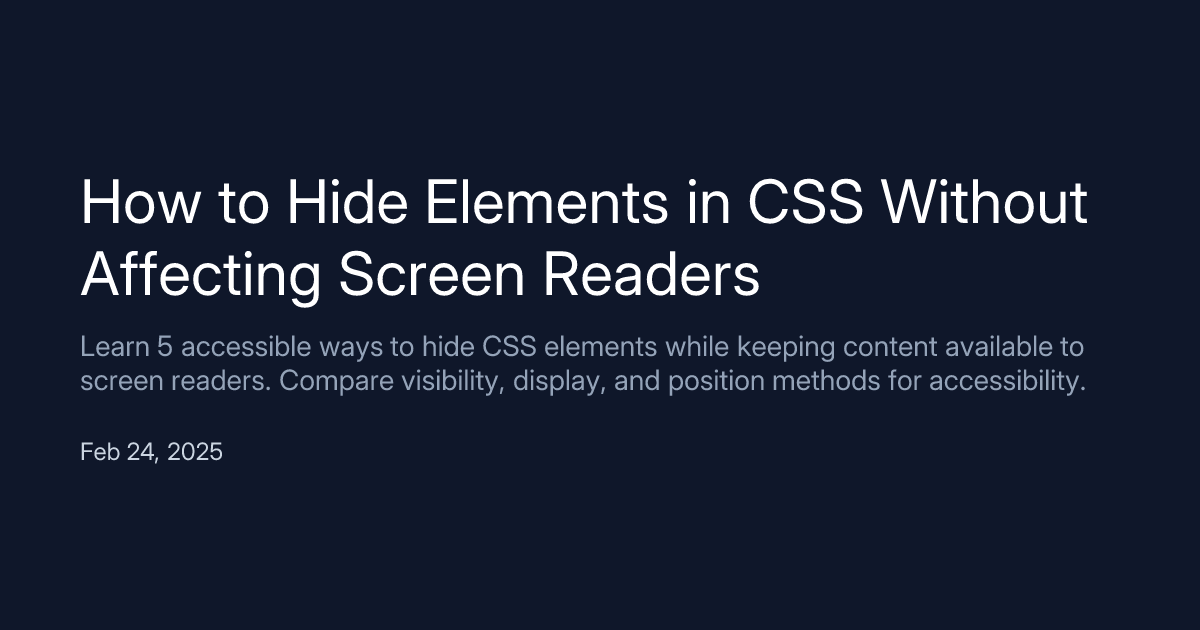 How to Hide Elements in CSS Without
Affecting Screen Readers
Learn 5 accessible ways to hide CSS elements while keeping content available to
screen readers. Compare visibility, display, and position methods for accessibility.
Feb 24, 2025